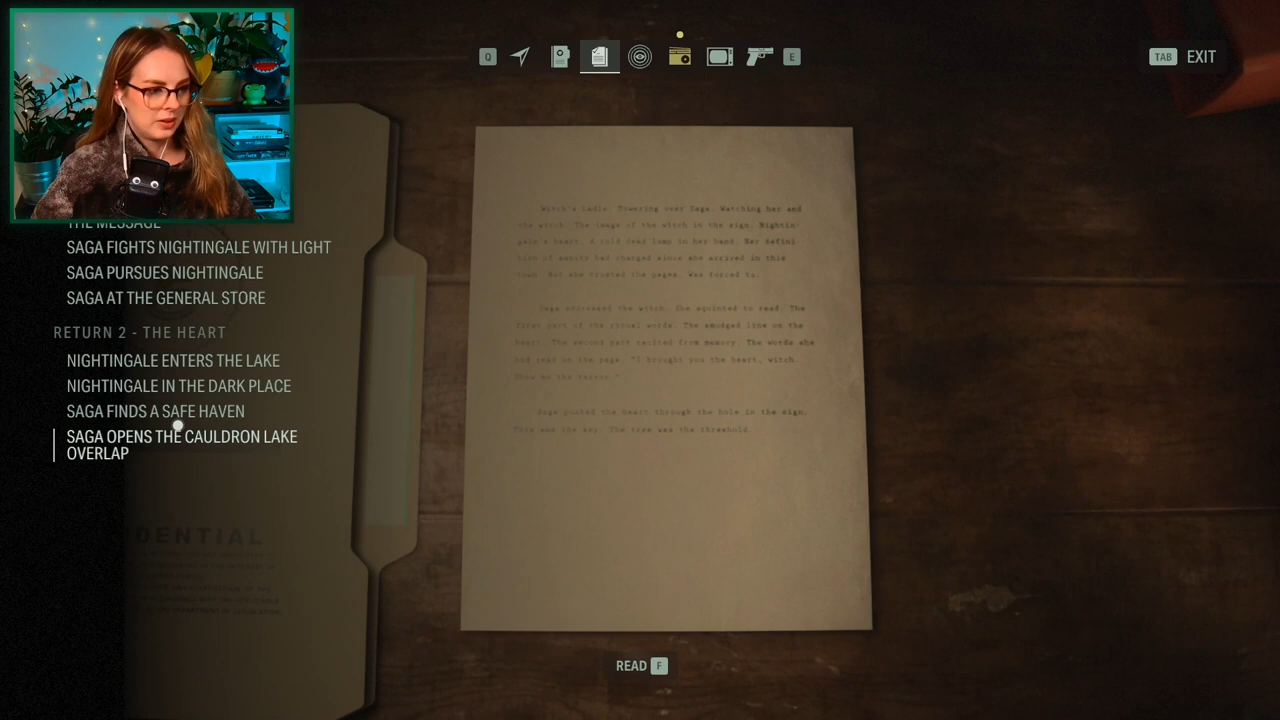 Q
E
TAB EXIT
THE MESSAGE
SAGA FIGHTS NIGHTINGALE WITH LIGHT
SAGA PURSUES NIGHTINGALE
SAGA AT THE GENERAL STORE
RETURN 2 - THE HEART
NIGHTINGALE ENTERS THE LAKE
NIGHTINGALE IN THE DARK PLACE
SAGA FINDS A SAFE HAVEN
SAGA OPENS THE CAULDRON LAKE
OVERLAP
DENTIAL
Witch's Ladle. Towering over Saga. Watching her and
the witch. The image of the witch in the sign. Nightin-
gale's heart. A cold dead lump in her hand. Her defini-
tion of sanity had changed since she arrived in this
town. But she trusted the pages. Was forced to.
Saga addressed the witch. She squinted to read. The
first part of the ritual words. The smudged line on the
heart. The second part recited from memory. The words she
had read on the page. "I brought you the heart, witch.
Show me the terror."
Saga pushed the heart through the hole in the sign.
This was the key. The tree was the threshold.
READ F